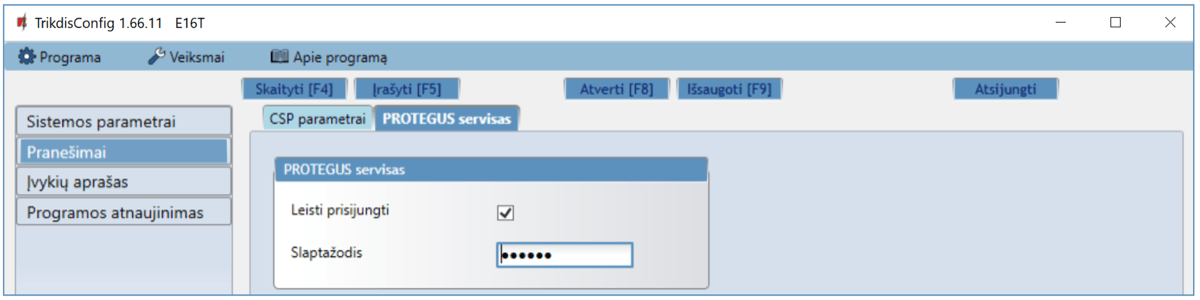 TrikdisConfig 1.66.11 E16T
Programa Veiksmai Apie programą
Skaityti [F4] Įrašyti [F5] Atverti [F8] Išsaugoti [F9] Atsijungti
Sistemos parametrai
Pranešimai
Įvykių aprašas
Programos atnaujinimas
CSP parametrai PROTEGUS servisas
PROTEGUS servisas
Leisti prisijungti
Slaptažodis ●●●●●●